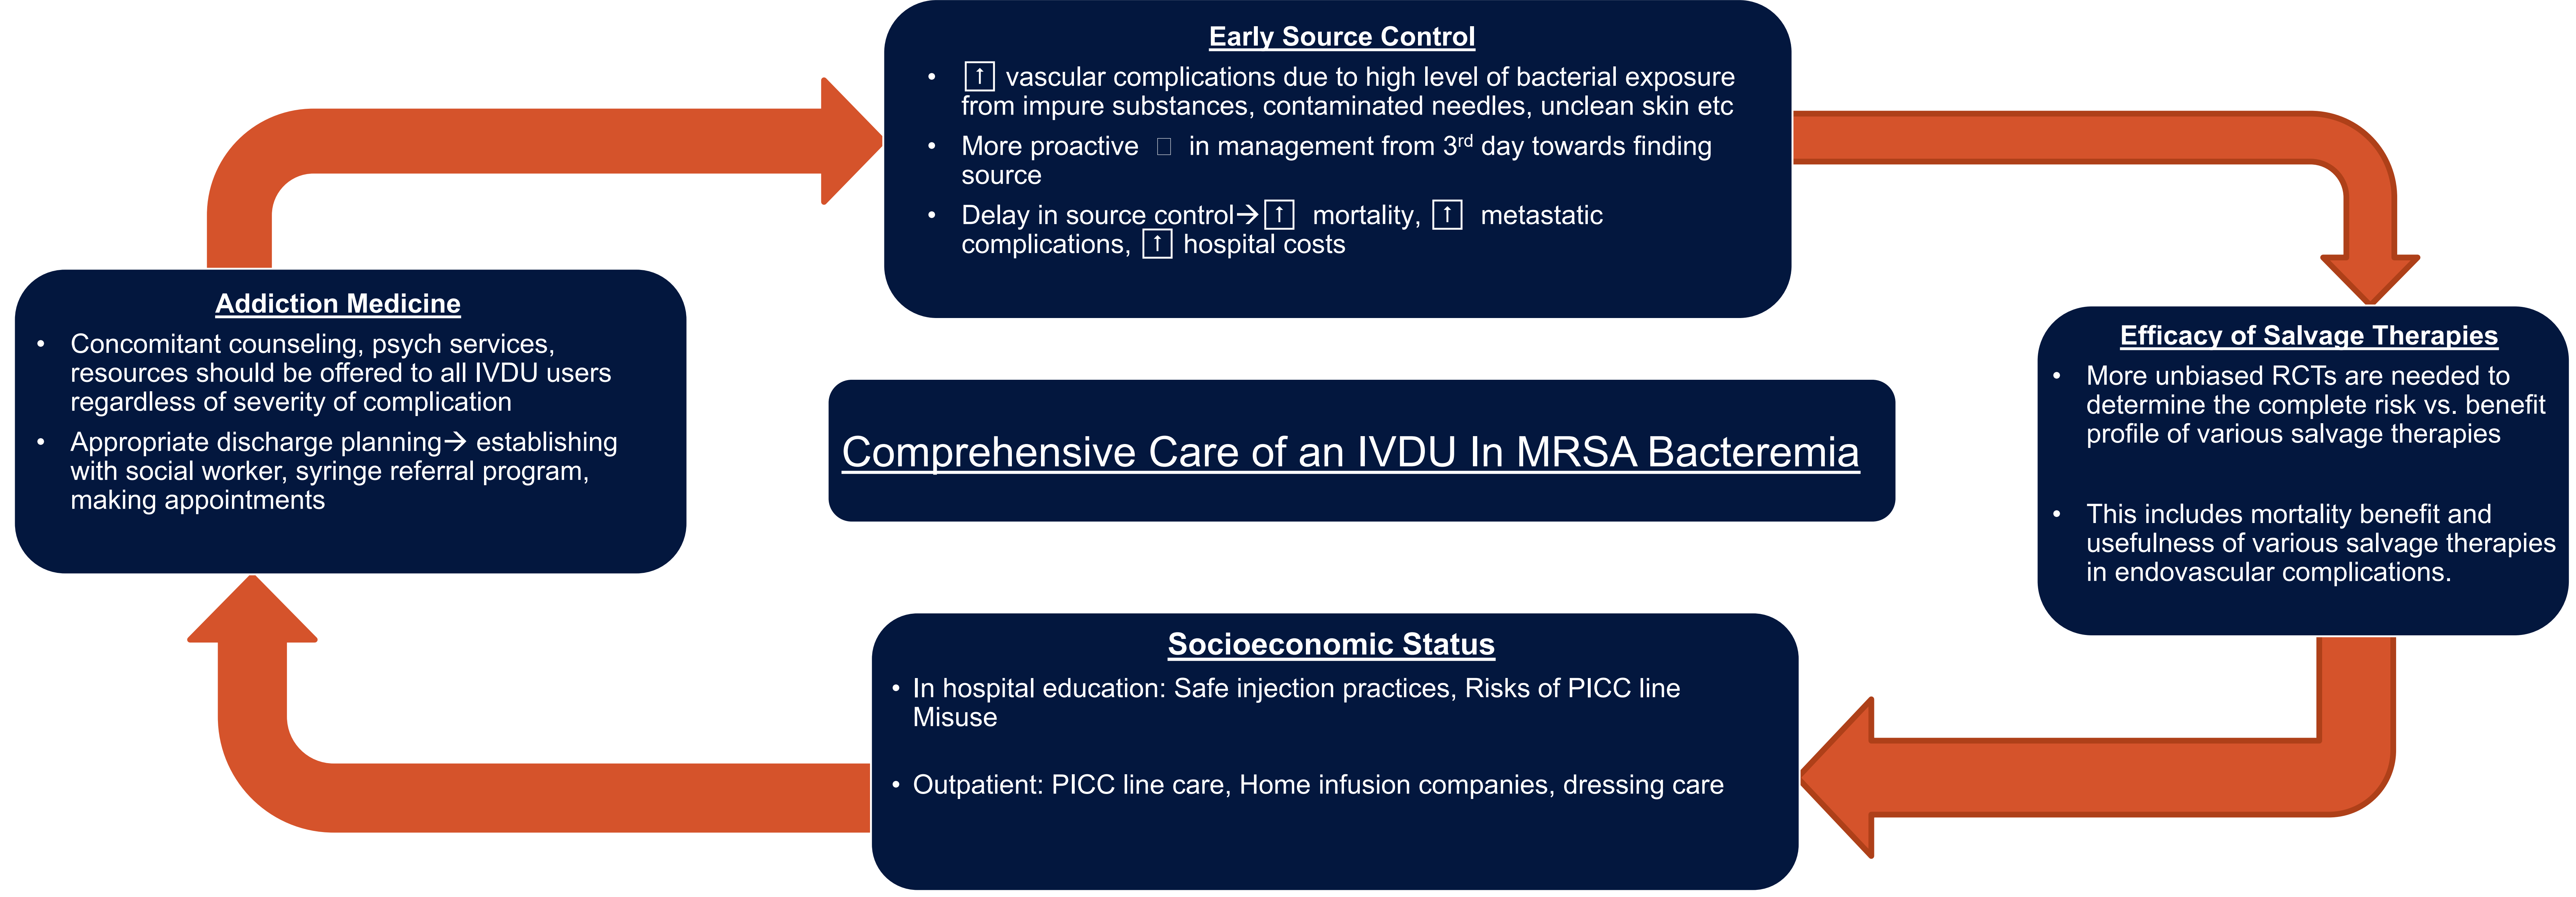 Early Source Control
• ↑ vascular complications due to high level of bacterial exposure
from impure substances, contaminated needles, unclean skin etc
• More proactive □ in management from 3rd day towards finding
source
• Delay in source control→ ↑ mortality, ↑ metastatic
complications, ↑ hospital costs
Addiction Medicine
• Concomitant counseling, psych services,
resources should be offered to all IVDU users
regardless of severity of complication
• Appropriate discharge planning→ establishing
with social worker, syringe referral program,
making appointments
Comprehensive Care of an IVDU In MRSA Bacteremia
Efficacy of Salvage Therapies
• More unbiased RCTs are needed to
determine the complete risk vs. benefit
profile of various salvage therapies
• This includes mortality benefit and
usefulness of various salvage therapies
in endovascular complications.
Socioeconomic Status
• In hospital education: Safe injection practices, Risks of PICC line
Misuse
• Outpatient: PICC line care, Home infusion companies, dressing care